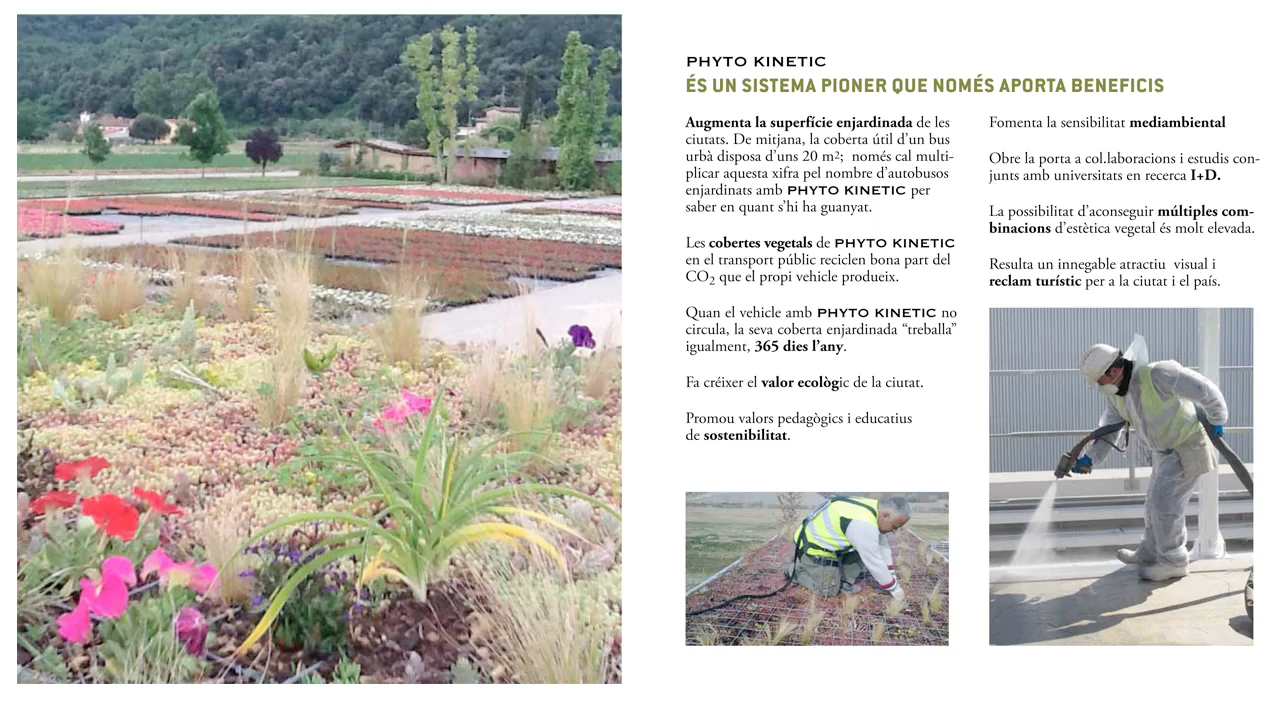 PHYTO KINETIC
ÉS UN SISTEMA PIONER QUE NOMÉS APORTA BENEFICIS
Augmenta la superfície enjardinada de les
ciutats. De mitjana, la coberta útil d’un bus
urbà disposa d’uns 20 m2; només cal multi-
plicar aquesta xifra pel nombre d’autobusos
enjardinats amb PHYTO KINETIC per
saber en quant s’hi ha guanyat.
Les cobertes vegetals de PHYTO KINETIC
en el transport públic reciclen bona part del
CO2 que el propi vehicle produeix.
Quan el vehicle amb PHYTO KINETIC no
circula, la seva coberta enjardinada “treballa”
igualment, 365 dies l’any.
Fa créixer el valor ecològic de la ciutat.
Promou valors pedagògics i educatius
de sostenibilitat.
Fomenta la sensibilitat mediambiental
Obre la porta a col.laboracions i estudis con-
junts amb universitats en recerca I+D.
La possibilitat d’aconseguir múltiples com-
binacions d’estètica vegetal és molt elevada.
Resulta un innegable atractiu visual i
reclam turístic per a la ciutat i el país.